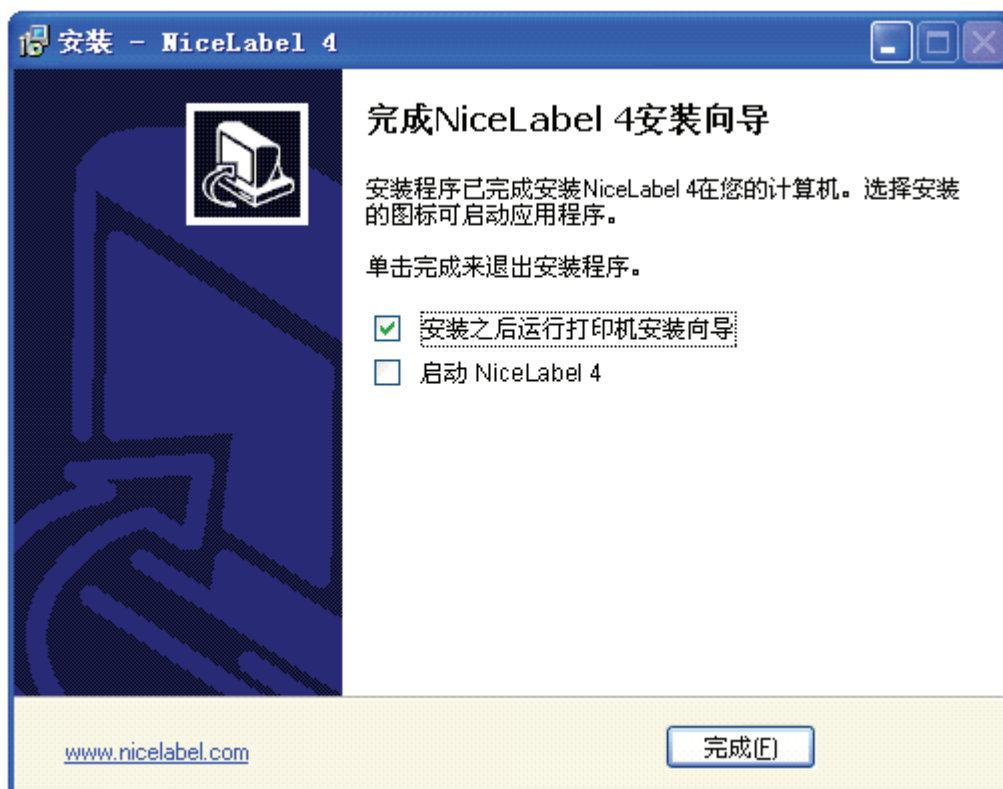 安装 - NiceLabel 4
完成NiceLabel 4安装向导
安装程序已完成安装NiceLabel 4在您的计算机。选择安装
的图标可启动应用程序。
单击完成来退出安装程序。
安装之后运行打印机安装向导
启动 NiceLabel 4
www.nicelabel.com
完成(F)